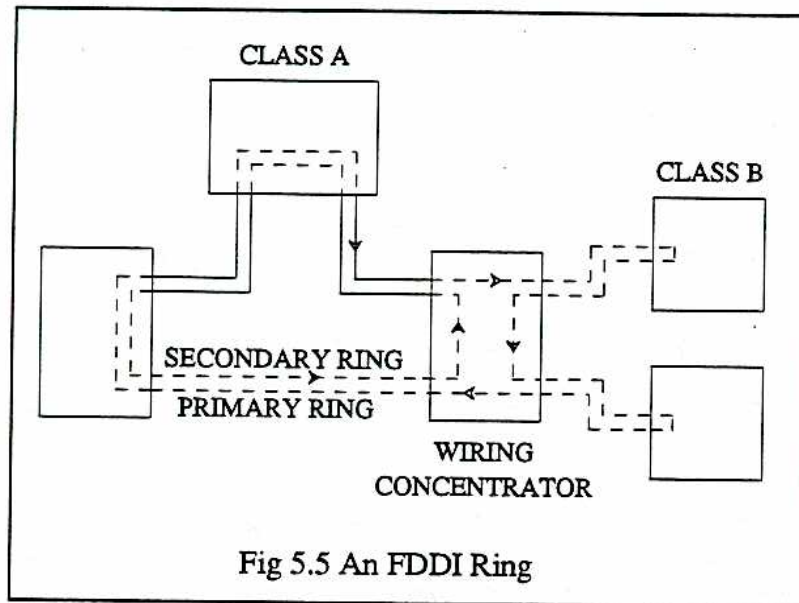 CLASS A
CLASS B
SECONDARY RING
PRIMARY RING
WIRING
CONCENTRATOR
Fig 5.5 An FDDI Ring